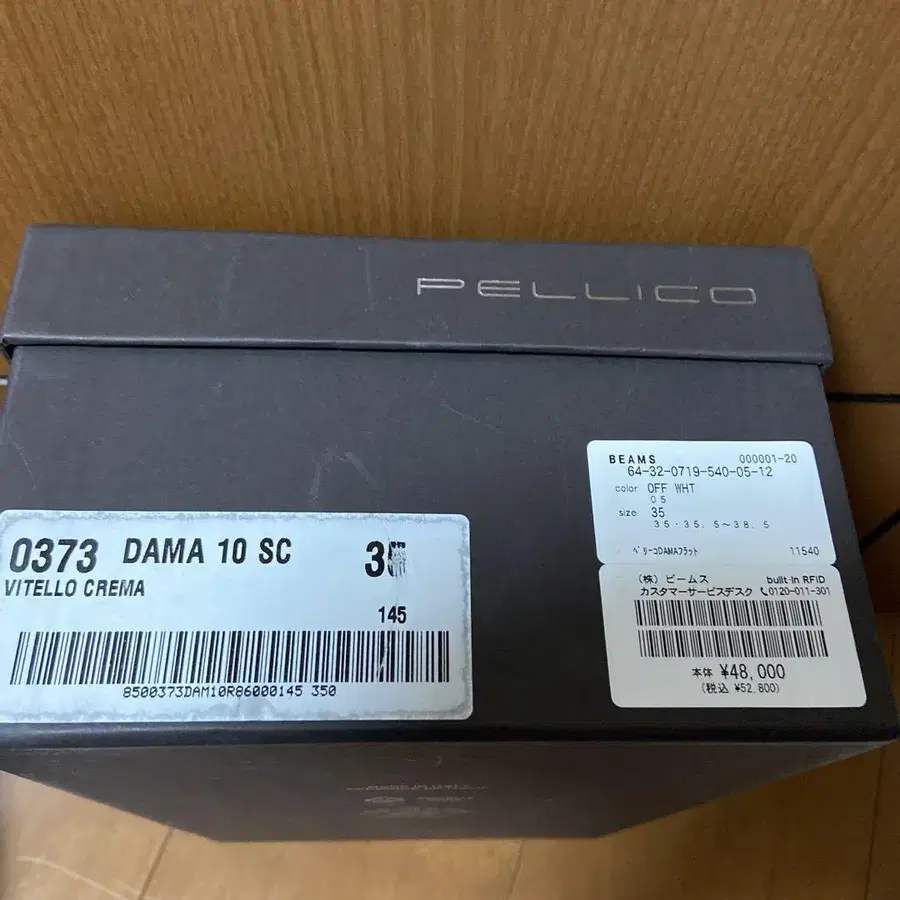 PELLICO
0373 DAMA 10 SC 35
VITELLO CREMA
145
8500373DAM10R86000145 350
BEAMS 000001-20
64-32-0719-540-05-12
color OFF WHT
05
size 35
35・35.5~38.5
ペリーコDAMAフラット 11540
(株) ビームス built-in RFID
カスタマーサービスデスク 0120-011-301
本体 ¥48,000
(税込 ¥52,800)